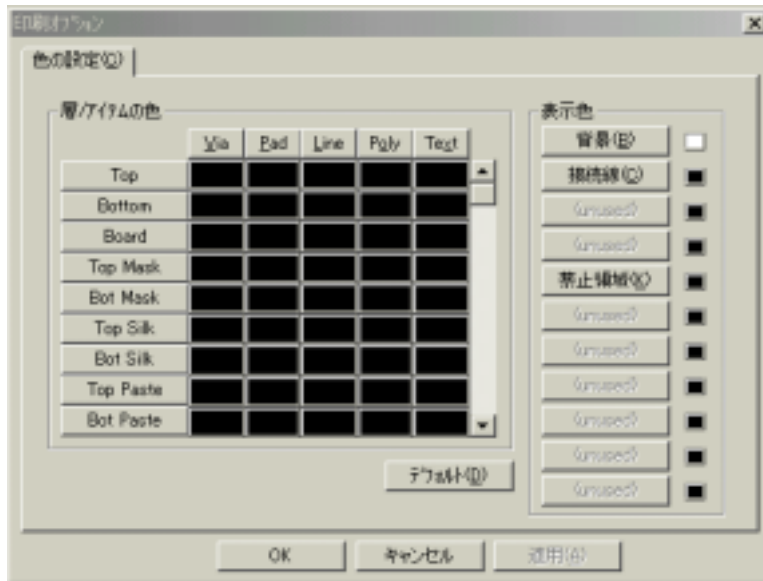 印刷オプション
色の設定(O)
層/アイテムの色
Via Pad Line Poly Text
Top
Bottom
Board
Top Mask
Bot Mask
Top Silk
Bot Silk
Top Paste
Bot Paste
デフォルト(D)
表示色
背景(B)
接続線(C)
(unused)
(unused)
禁止領域(K)
(unused)
(unused)
(unused)
(unused)
(unused)
(unused)
OK キャンセル 適用(A)